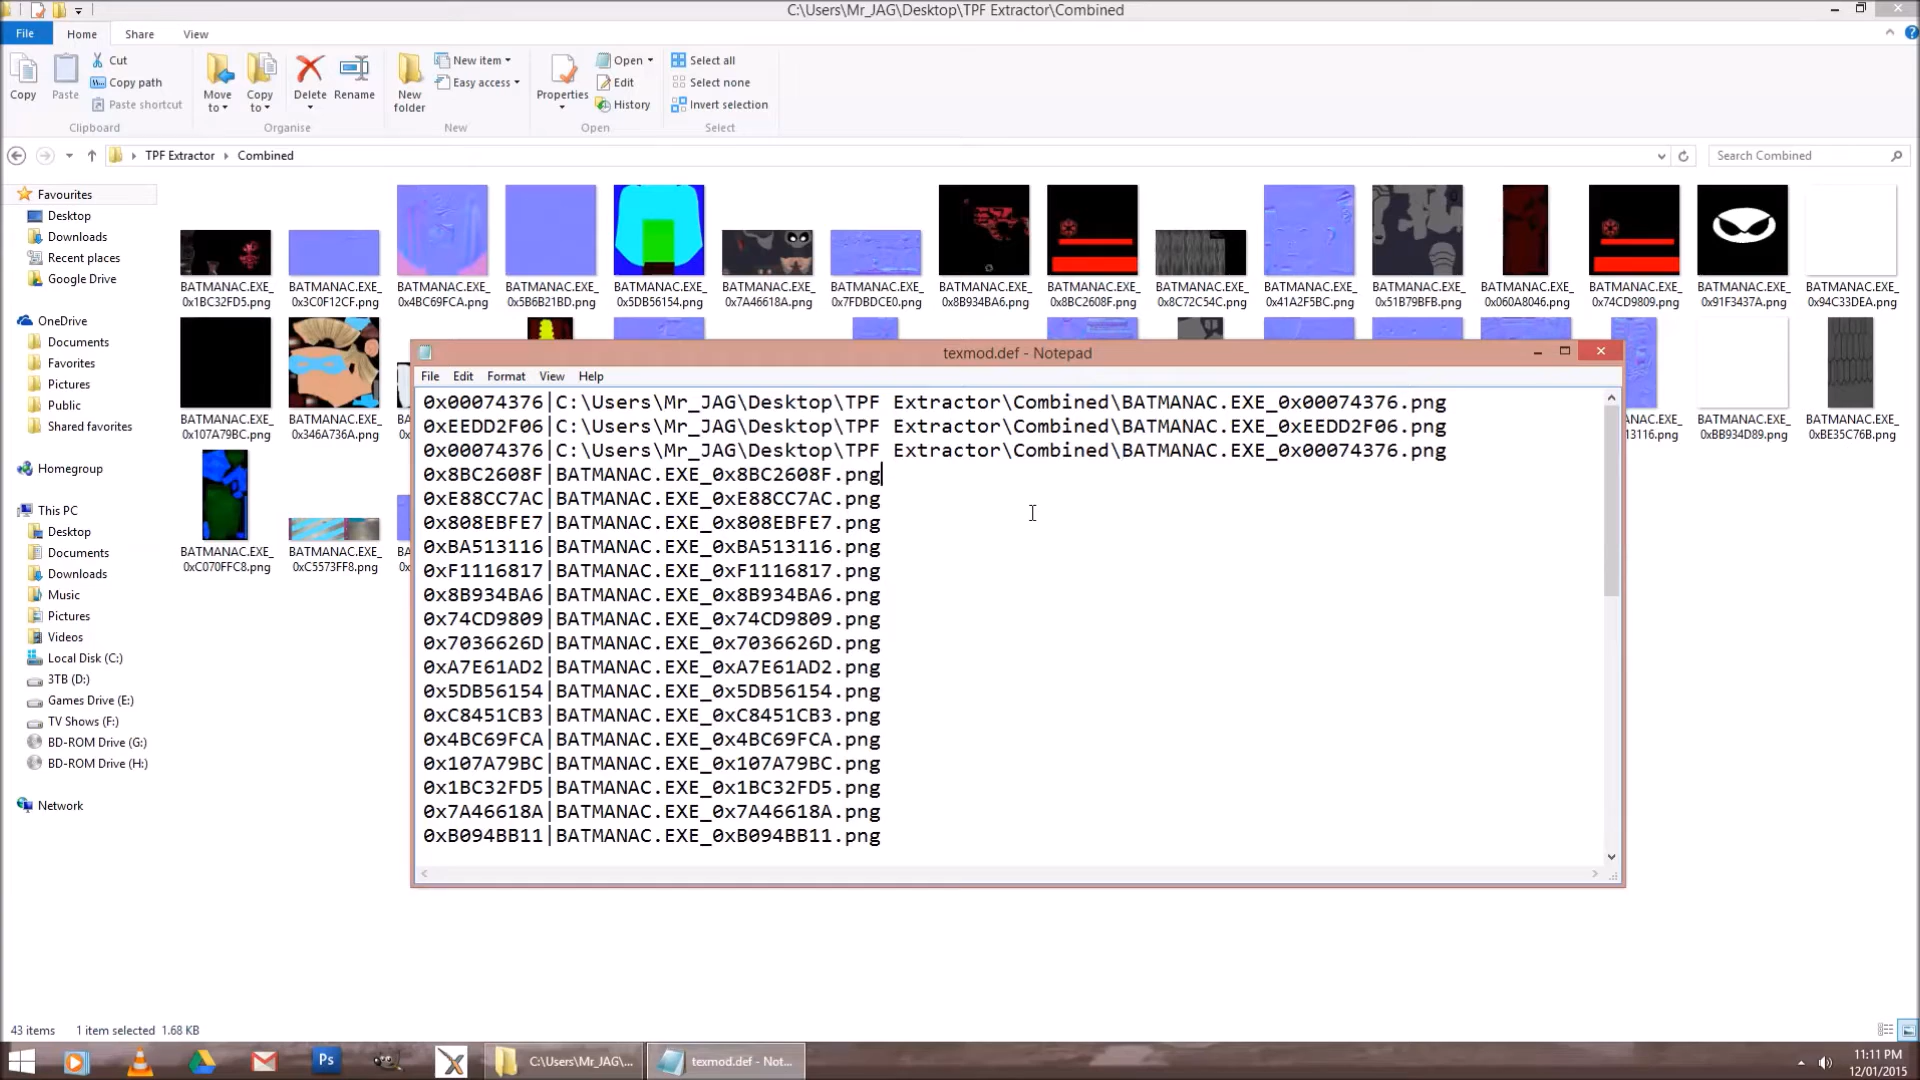 C:\Users\Mr_JAG\Desktop\TPF Extractor\Combined
File Home Share View
Copy
Paste
Cut
Copy path
Paste shortcut
Clipboard
Move to
Copy to
Delete
Rename
Organise
New folder
New item
Easy access
New
Properties
Open
Edit
History
Open
Select all
Select none
Invert selection
Select
TPF Extractor Combined
Search Combined
Favourites
Desktop
Downloads
Recent places
Google Drive
OneDrive
Documents
Favorites
Pictures
Public
Shared favorites
Homegroup
This PC
Desktop
Documents
Downloads
Music
Pictures
Videos
Local Disk (C:)
3TB (D:)
Games Drive (E:)
TV Shows (F:)
BD-ROM Drive (G:)
BD-ROM Drive (H:)
Network
BATMANAC.EXE_0x1BC32FD5.png
BATMANAC.EXE_0x3C0F12CF.png
BATMANAC.EXE_0x4BC69FCA.png
BATMANAC.EXE_0x5B6B21BD.png
BATMANAC.EXE_0x5DB56154.png
BATMANAC.EXE_0x7A46618A.png
BATMANAC.EXE_0x7FDBDCE0.png
BATMANAC.EXE_0x8B934BA6.png
BATMANAC.EXE_0x8BC2608F.png
BATMANAC.EXE_0x8C72C54C.png
BATMANAC.EXE_0x41A2F5BC.png
BATMANAC.EXE_0x51B79BFB.png
BATMANAC.EXE_0x060A8046.png
BATMANAC.EXE_0x74CD9809.png
BATMANAC.EXE_0x91F3437A.png
BATMANAC.EXE_0x94C33DEA.png
BATMANAC.EXE_0x107A79BC.png
BATMANAC.EXE_0x346A736A.png
BATMANAC.EXE_0xBB934D89.png
BATMANAC.EXE_0xBE35C76B.png
BATMANAC.EXE_0xC070FFC8.png
BATMANAC.EXE_0xC5573FF8.png
texmod.def - Notepad
File Edit Format View Help
0x00074376|C:\Users\Mr_JAG\Desktop\TPF Extractor\Combined\BATMANAC.EXE_0x00074376.png
0xEEDD2F06|C:\Users\Mr_JAG\Desktop\TPF Extractor\Combined\BATMANAC.EXE_0xEEDD2F06.png
0x00074376|C:\Users\Mr_JAG\Desktop\TPF Extractor\Combined\BATMANAC.EXE_0x00074376.png
0x8BC2608F|BATMANAC.EXE_0x8BC2608F.png
0xE88CC7AC|BATMANAC.EXE_0xE88CC7AC.png
0x808EBFE7|BATMANAC.EXE_0x808EBFE7.png
0xBA513116|BATMANAC.EXE_0xBA513116.png
0xF1116817|BATMANAC.EXE_0xF1116817.png
0x8B934BA6|BATMANAC.EXE_0x8B934BA6.png
0x74CD9809|BATMANAC.EXE_0x74CD9809.png
0x7036626D|BATMANAC.EXE_0x7036626D.png
0xA7E61AD2|BATMANAC.EXE_0xA7E61AD2.png
0x5DB56154|BATMANAC.EXE_0x5DB56154.png
0xC8451CB3|BATMANAC.EXE_0xC8451CB3.png
0x4BC69FCA|BATMANAC.EXE_0x4BC69FCA.png
0x107A79BC|BATMANAC.EXE_0x107A79BC.png
0x1BC32FD5|BATMANAC.EXE_0x1BC32FD5.png
0x7A46618A|BATMANAC.EXE_0x7A46618A.png
0xB094BB11|BATMANAC.EXE_0xB094BB11.png
43 items 1 item selected 1.68 KB
Ps
C:\Users\Mr_JAG\...
texmod.def - Not...
11:11 PM
12/01/2015